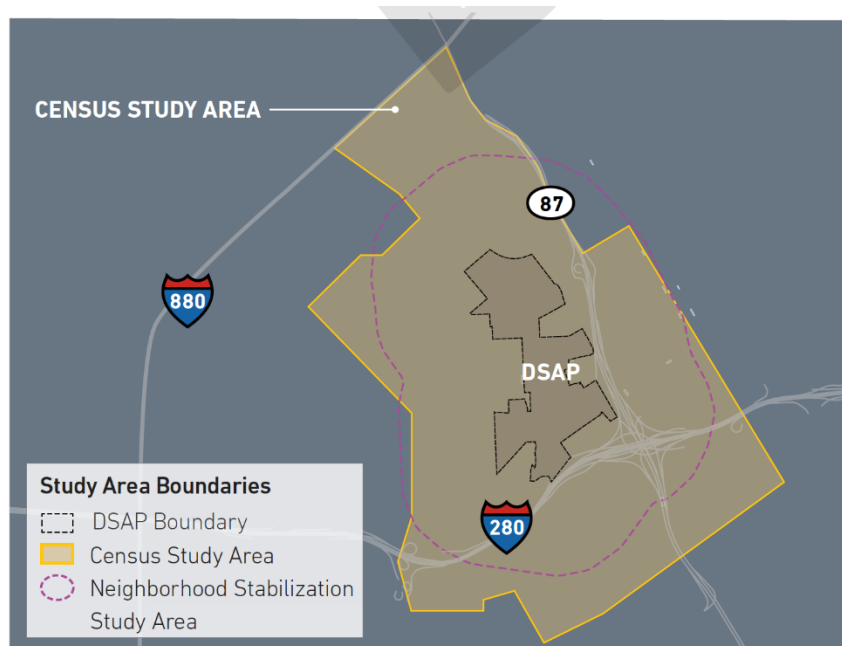 CENSUS STUDY AREA
87
880
DSAP
280
Study Area Boundaries
DSAP Boundary
Census Study Area
Neighborhood Stabilization
Study Area